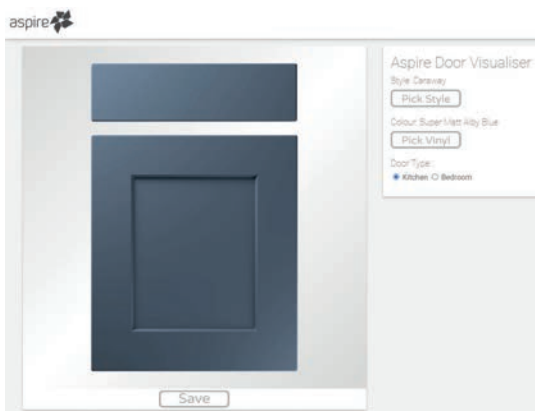 aspire
Aspire Door Visualiser
Style: Caraway
Pick Style
Colour: Super Matt Alby Blue
Pick Vinyl
Door Type:
Kitchen Bedroom
Save